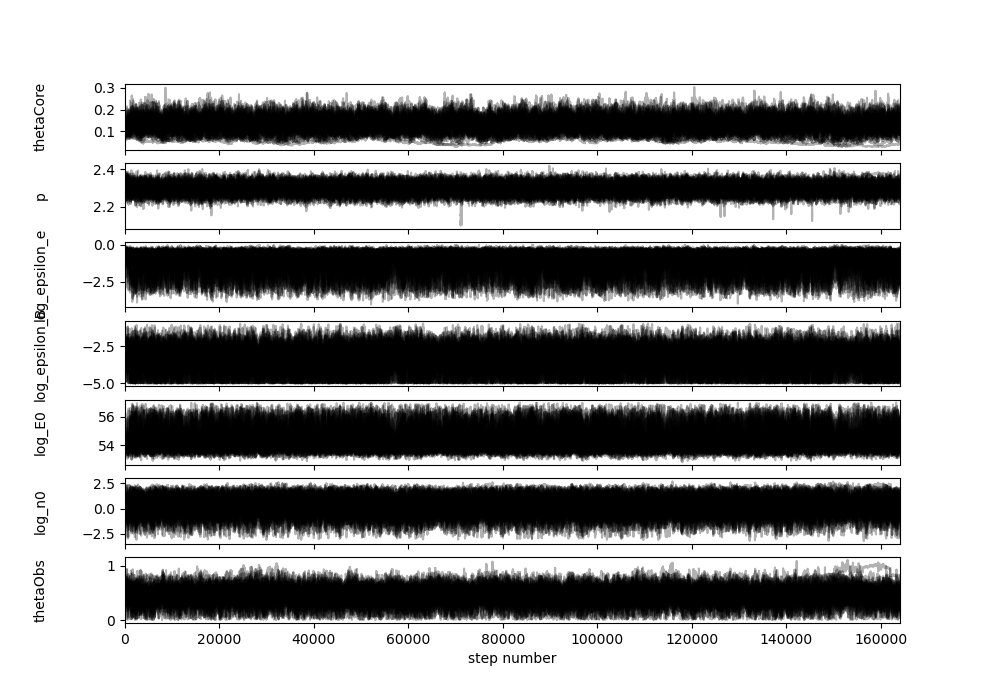 thetaCore
0.3
0.2
0.1
p
2.4
2.2
log_epsilon_e
0.0
−2.5
log_epsilon_B
−2.5
−5.0
log_E0
56
54
log_n0
2.5
0.0
−2.5
thetaObs
1
0
0 20000 40000 60000 80000 100000 120000 140000 160000
step number